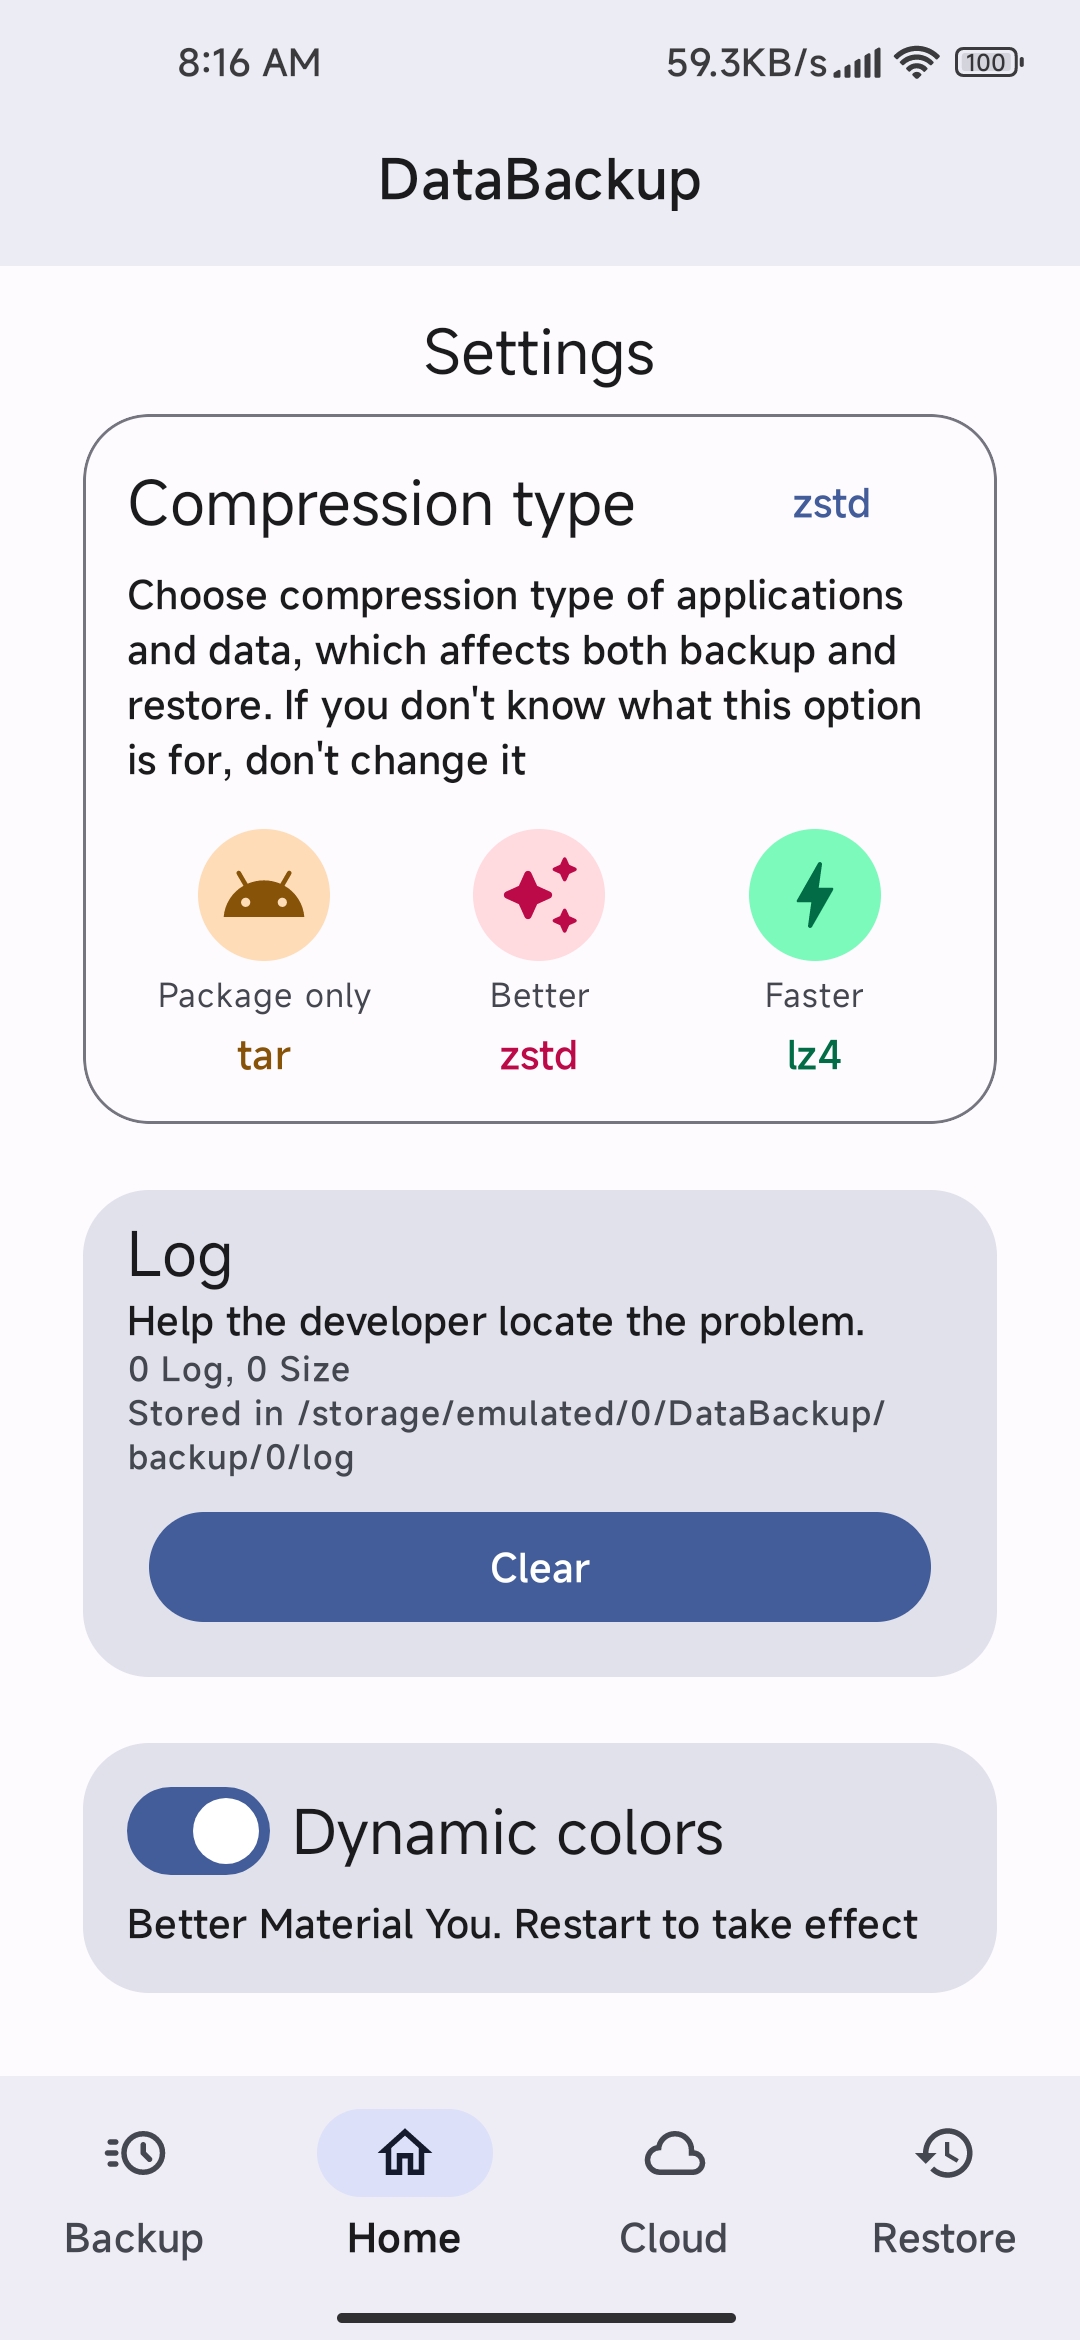 8:16 AM
59.3KB/s
100
DataBackup
Settings
Compression type
zstd
Choose compression type of applications
and data, which affects both backup and
restore. If you don't know what this option
is for, don't change it
Package only
Better
Faster
tar
zstd
lz4
Log
Help the developer locate the problem.
0 Log, 0 Size
Stored in /storage/emulated/0/DataBackup/
backup/0/log
Clear
Dynamic colors
Better Material You. Restart to take effect
Backup
Home
Cloud
Restore